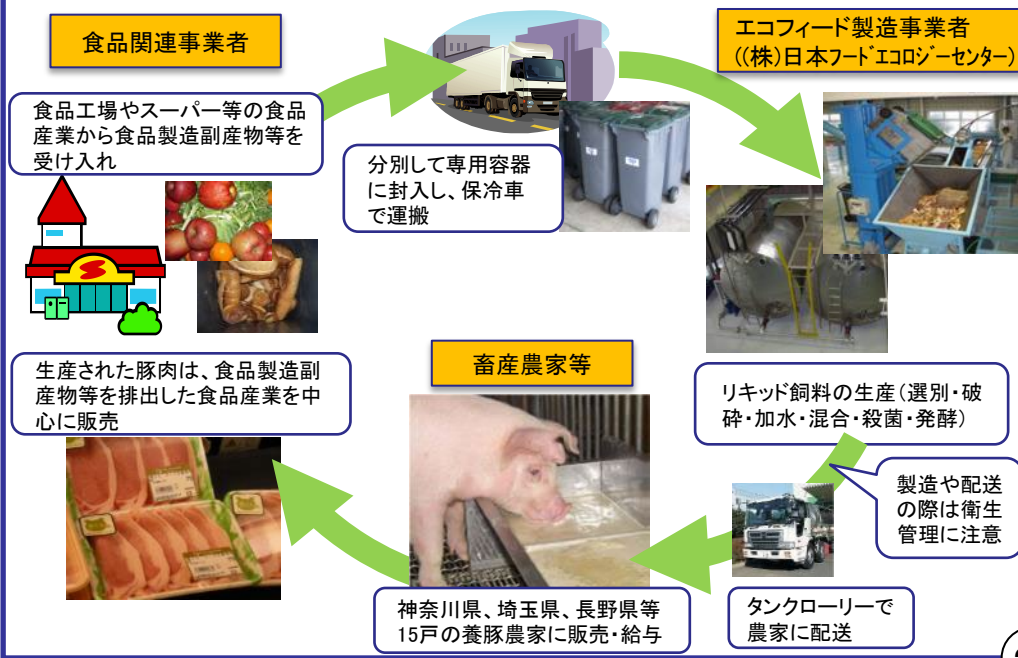 食品関連事業者
エコフィード製造事業者
((株)日本フードエコロジーセンター)
食品工場やスーパー等の食品
産業から食品製造副産物等を
受け入れ
分別して専用容器
に封入し、保冷車
で運搬
生産された豚肉は、食品製造副
産物等を排出した食品産業を中
心に販売
畜産農家等
リキッド飼料の生産(選別・破
砕・加水・混合・殺菌・発酵)
製造や配送
の際は衛生
管理に注意
神奈川県、埼玉県、長野県等
15戸の養豚農家に販売・給与
タンクローリーで
農家に配送